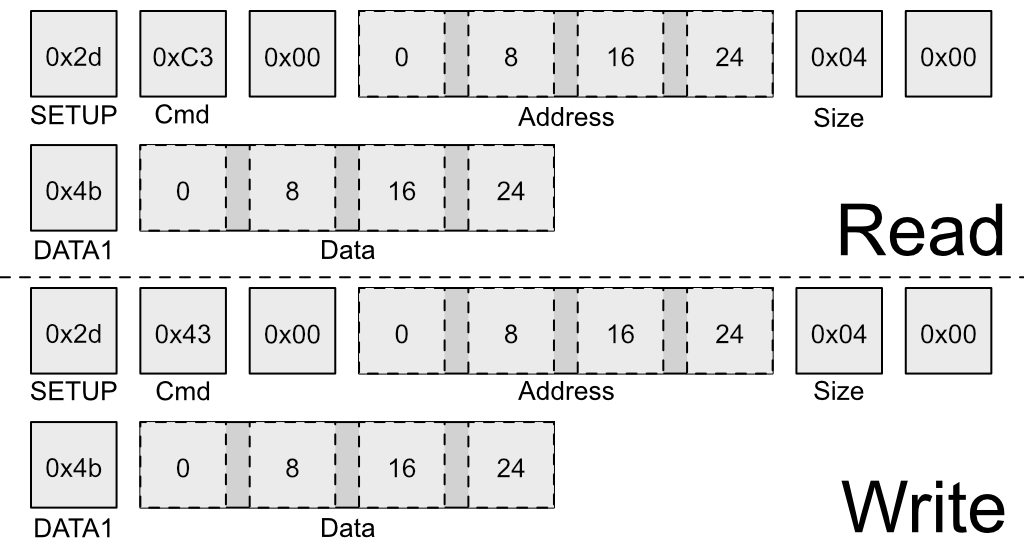 0x2d 0xC3 0x00 0 8 16 24 0x04 0x00
SETUP Cmd Address Size
0x4b 0 8 16 24
DATA1 Data
Read
0x2d 0x43 0x00 0 8 16 24 0x04 0x00
SETUP Cmd Address Size
0x4b 0 8 16 24
DATA1 Data
Write